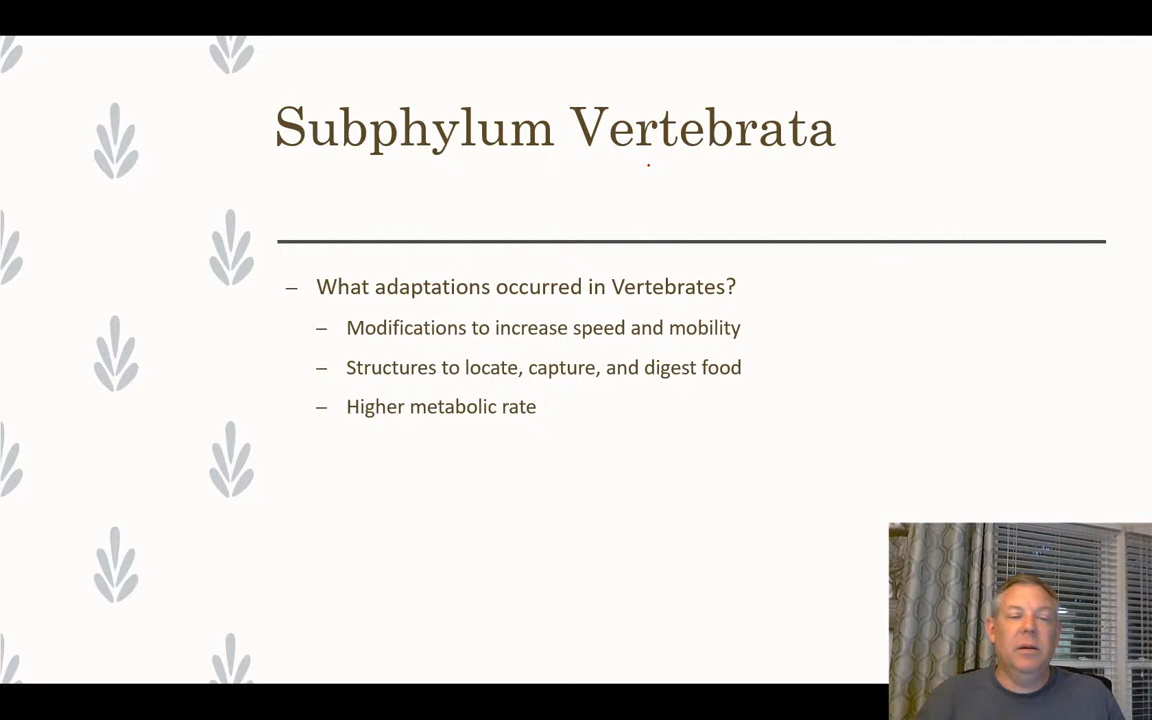 Subphylum Vertebrata
– What adaptations occurred in Vertebrates?
– Modifications to increase speed and mobility
– Structures to locate, capture, and digest food
– Higher metabolic rate